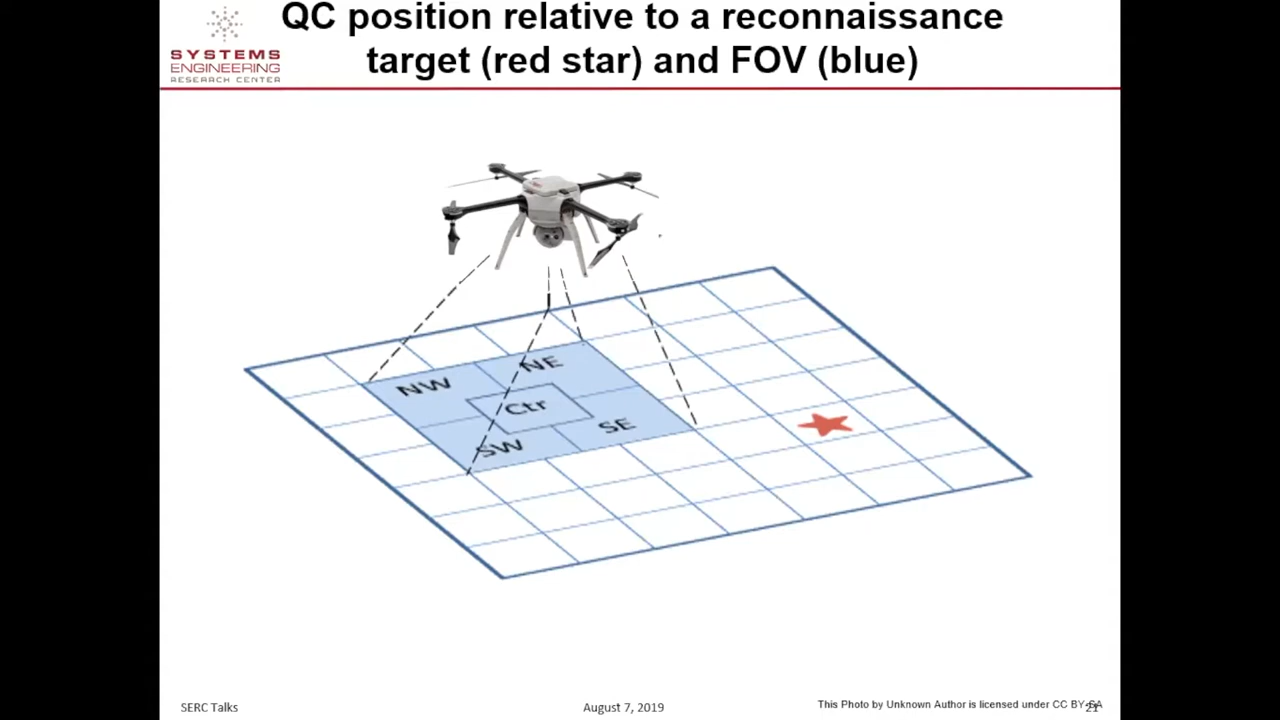 QC position relative to a reconnaissance
target (red star) and FOV (blue)
SYSTEMS
ENGINEERING
RESEARCH CENTER
NW
NE
Ctr
SW
SE
SERC Talks
August 7, 2019
This Photo by Unknown Author is licensed under CC BY-SA
21